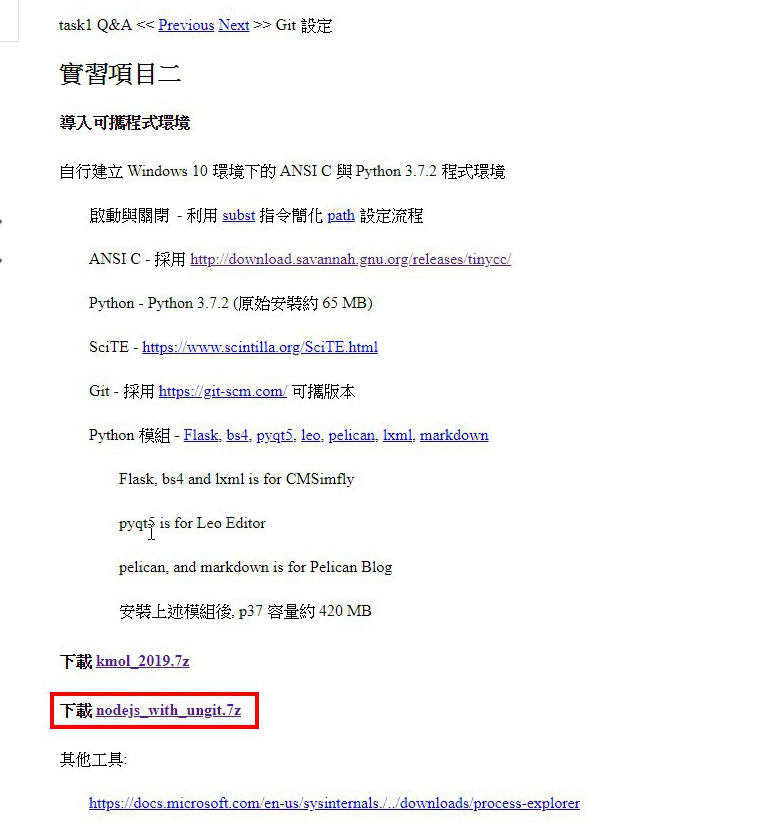 task1 Q&A << Previous Next >> Git 設定
實習項目二
導入可攜程式環境
自行建立 Windows 10 環境下的 ANSI C 與 Python 3.7.2 程式環境
啟動與關閉 - 利用 subst 指令簡化 path 設定流程
ANSI C - 採用 http://download.savannah.gnu.org/releases/tinycc/
Python - Python 3.7.2 (原始安裝約 65 MB)
SciTE - https://www.scintilla.org/SciTE.html
Git - 採用 https://git-scm.com/ 可攜版本
Python 模組 - Flask, bs4, pyqt5, leo, pelican, lxml, markdown
Flask, bs4 and lxml is for CMSimfly
pyqt5 is for Leo Editor
pelican, and markdown is for Pelican Blog
安裝上述模組後, p37 容量約 420 MB
下載 kmol_2019.7z
下載 nodejs_with_ungit.7z
其他工具:
https://docs.microsoft.com/en-us/sysinternals./../downloads/process-explorer